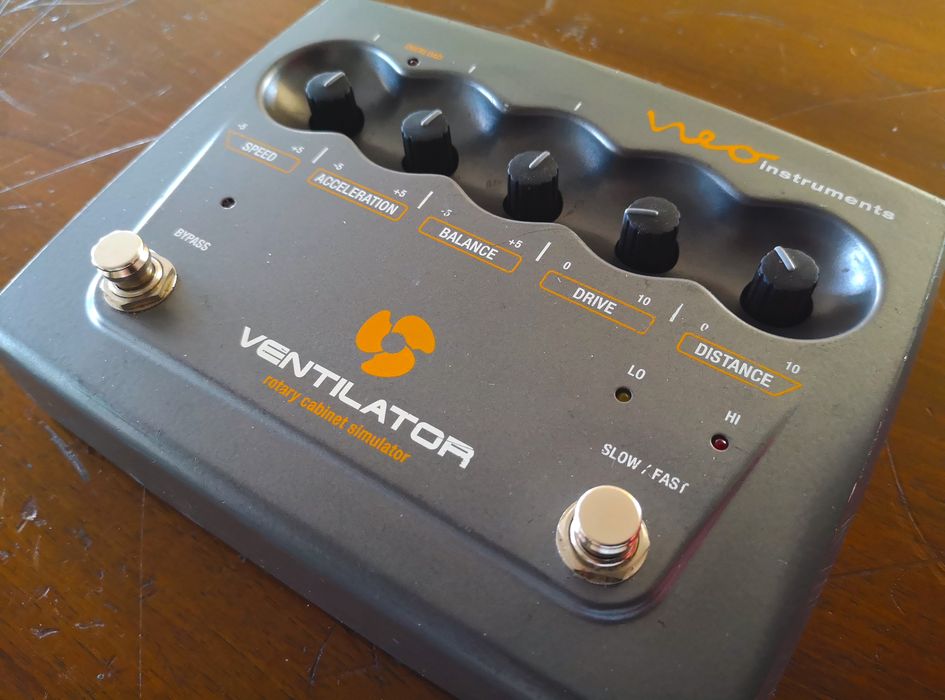 OVERLOAD
neo instruments
-5 +5
SPEED
-5 +5
ACCELERATION
-5 +5
BALANCE
0 10
DRIVE
0 10
DISTANCE
BYPASS
VENTILATOR
rotary cabinet simulator
LO
HI
SLOW / FAST